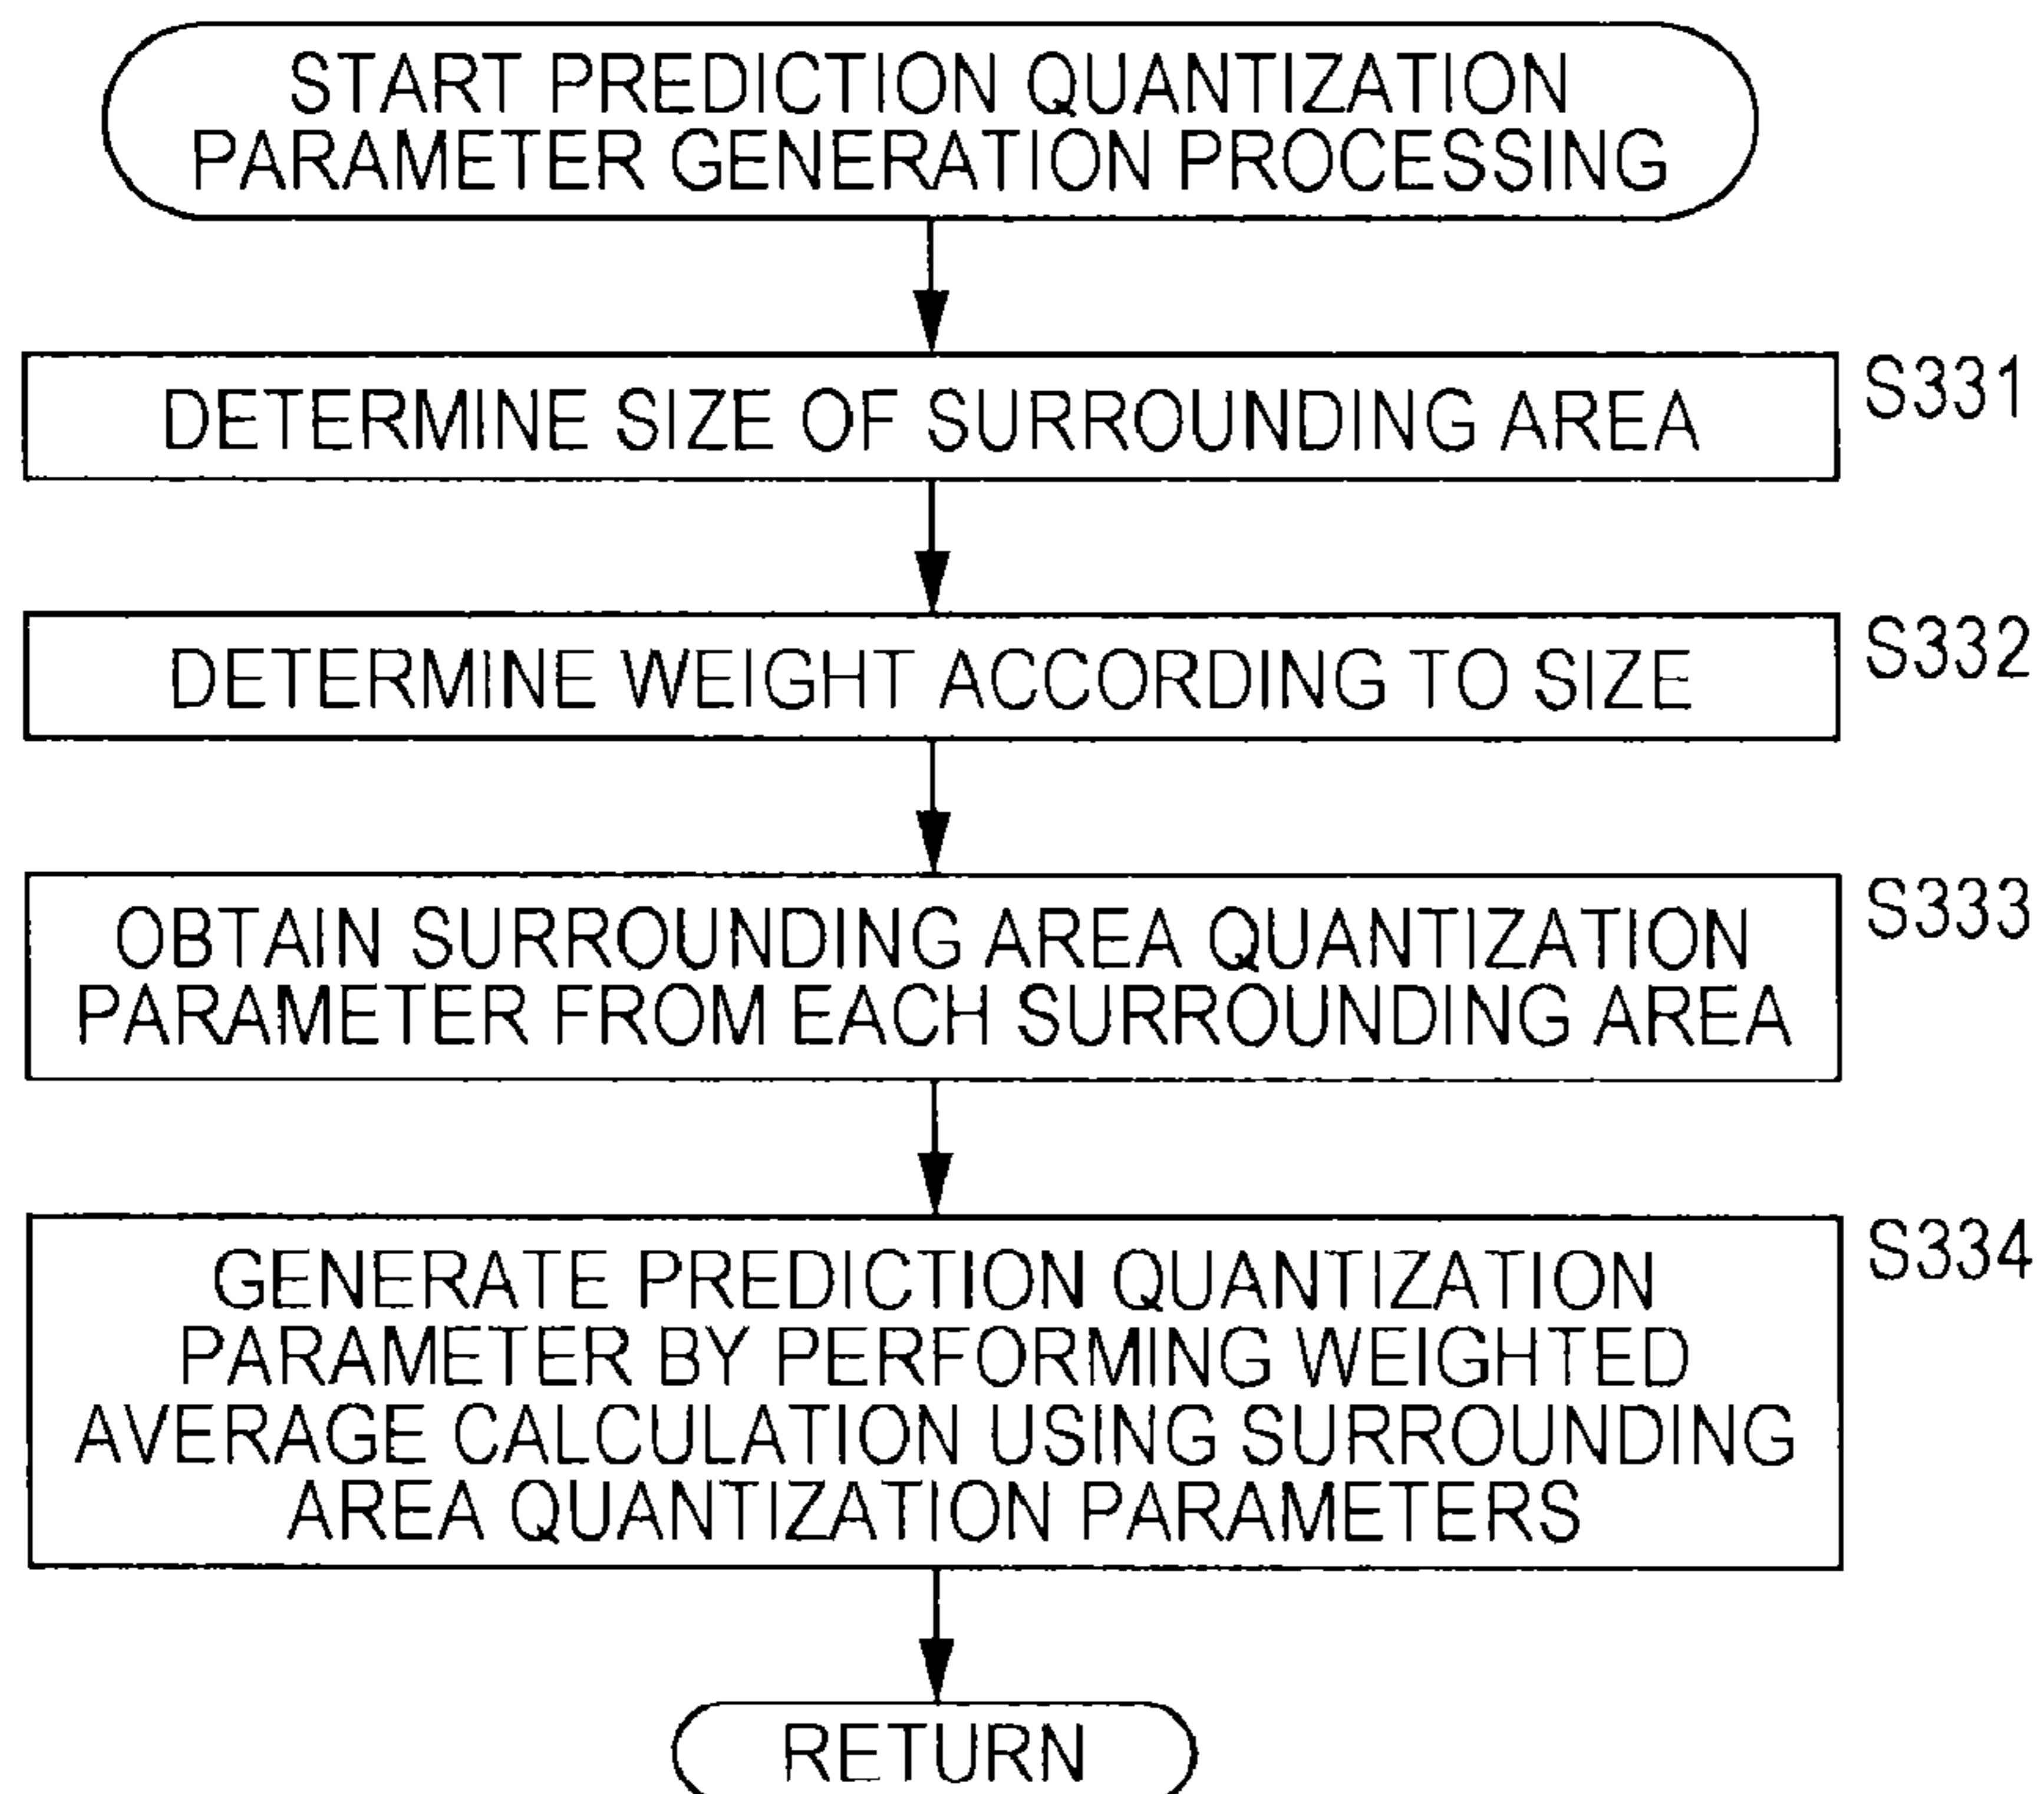 START PREDICTION QUANTIZATION
PARAMETER GENERATION PROCESSING
DETERMINE SIZE OF SURROUNDING AREA
S331
DETERMINE WEIGHT ACCORDING TO SIZE
S332
OBTAIN SURROUNDING AREA QUANTIZATION
PARAMETER FROM EACH SURROUNDING AREA
S333
GENERATE PREDICTION QUANTIZATION
PARAMETER BY PERFORMING WEIGHTED
AVERAGE CALCULATION USING SURROUNDING
AREA QUANTIZATION PARAMETERS
S334
RETURN